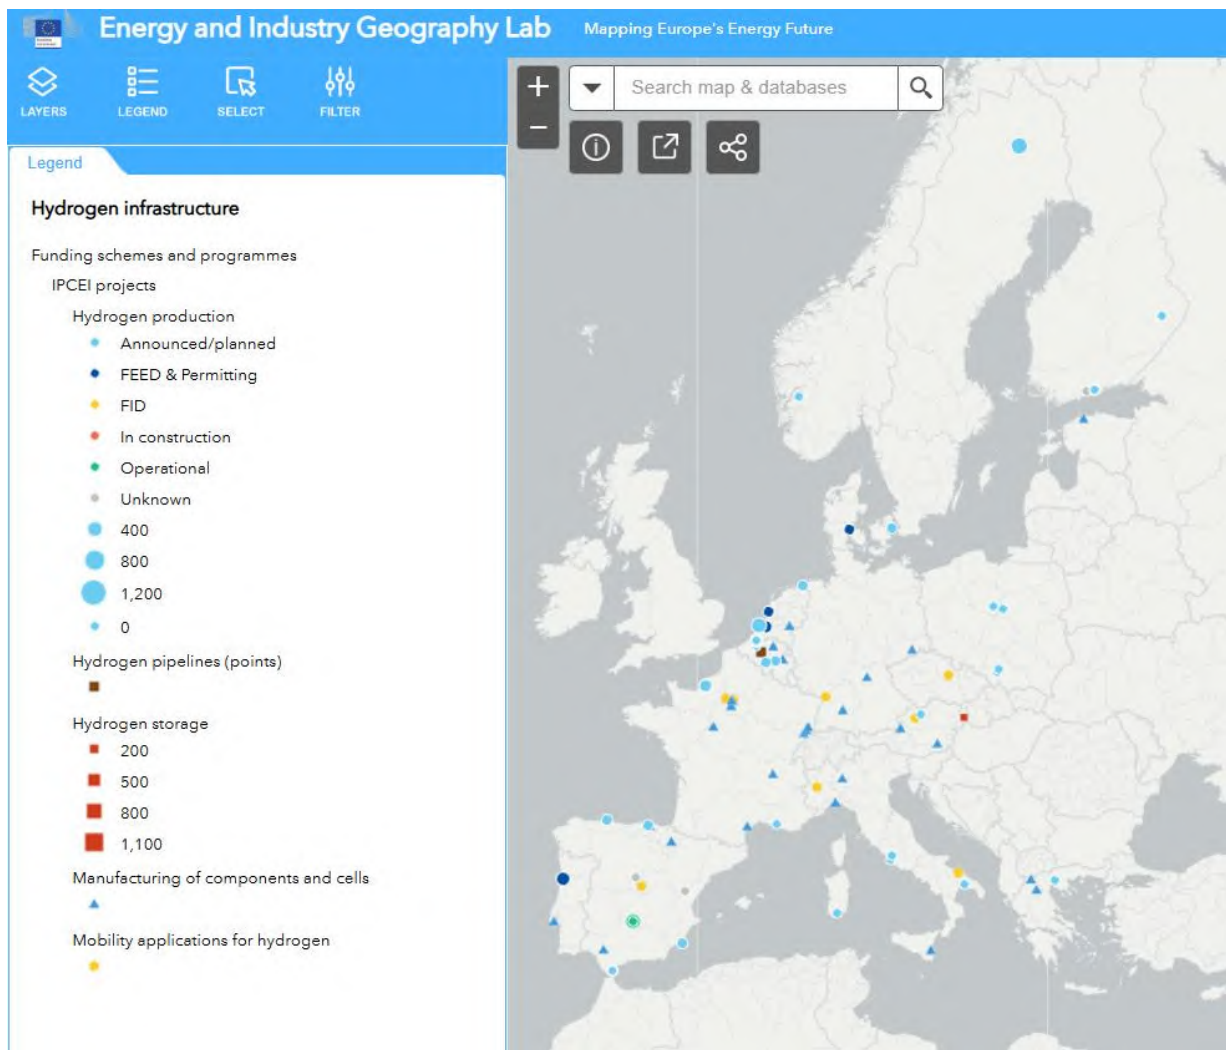 Energy and Industry Geography Lab
Mapping Europe's Energy Future
LAYERS
LEGEND
SELECT
FILTER
Search map & databases
Legend
Hydrogen infrastructure
Funding schemes and programmes
IPCEI projects
Hydrogen production
Announced/planned
FEED & Permitting
FID
In construction
Operational
Unknown
400
800
1,200
0
Hydrogen pipelines (points)
Hydrogen storage
200
500
800
1,100
Manufacturing of components and cells
Mobility applications for hydrogen